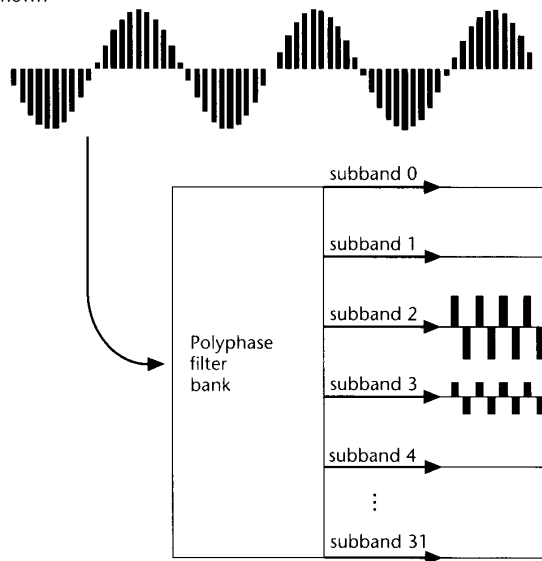 subband 0
subband 1
subband 2
Polyphase
filter
bank
subband 3
subband 4
⋮
subband 31